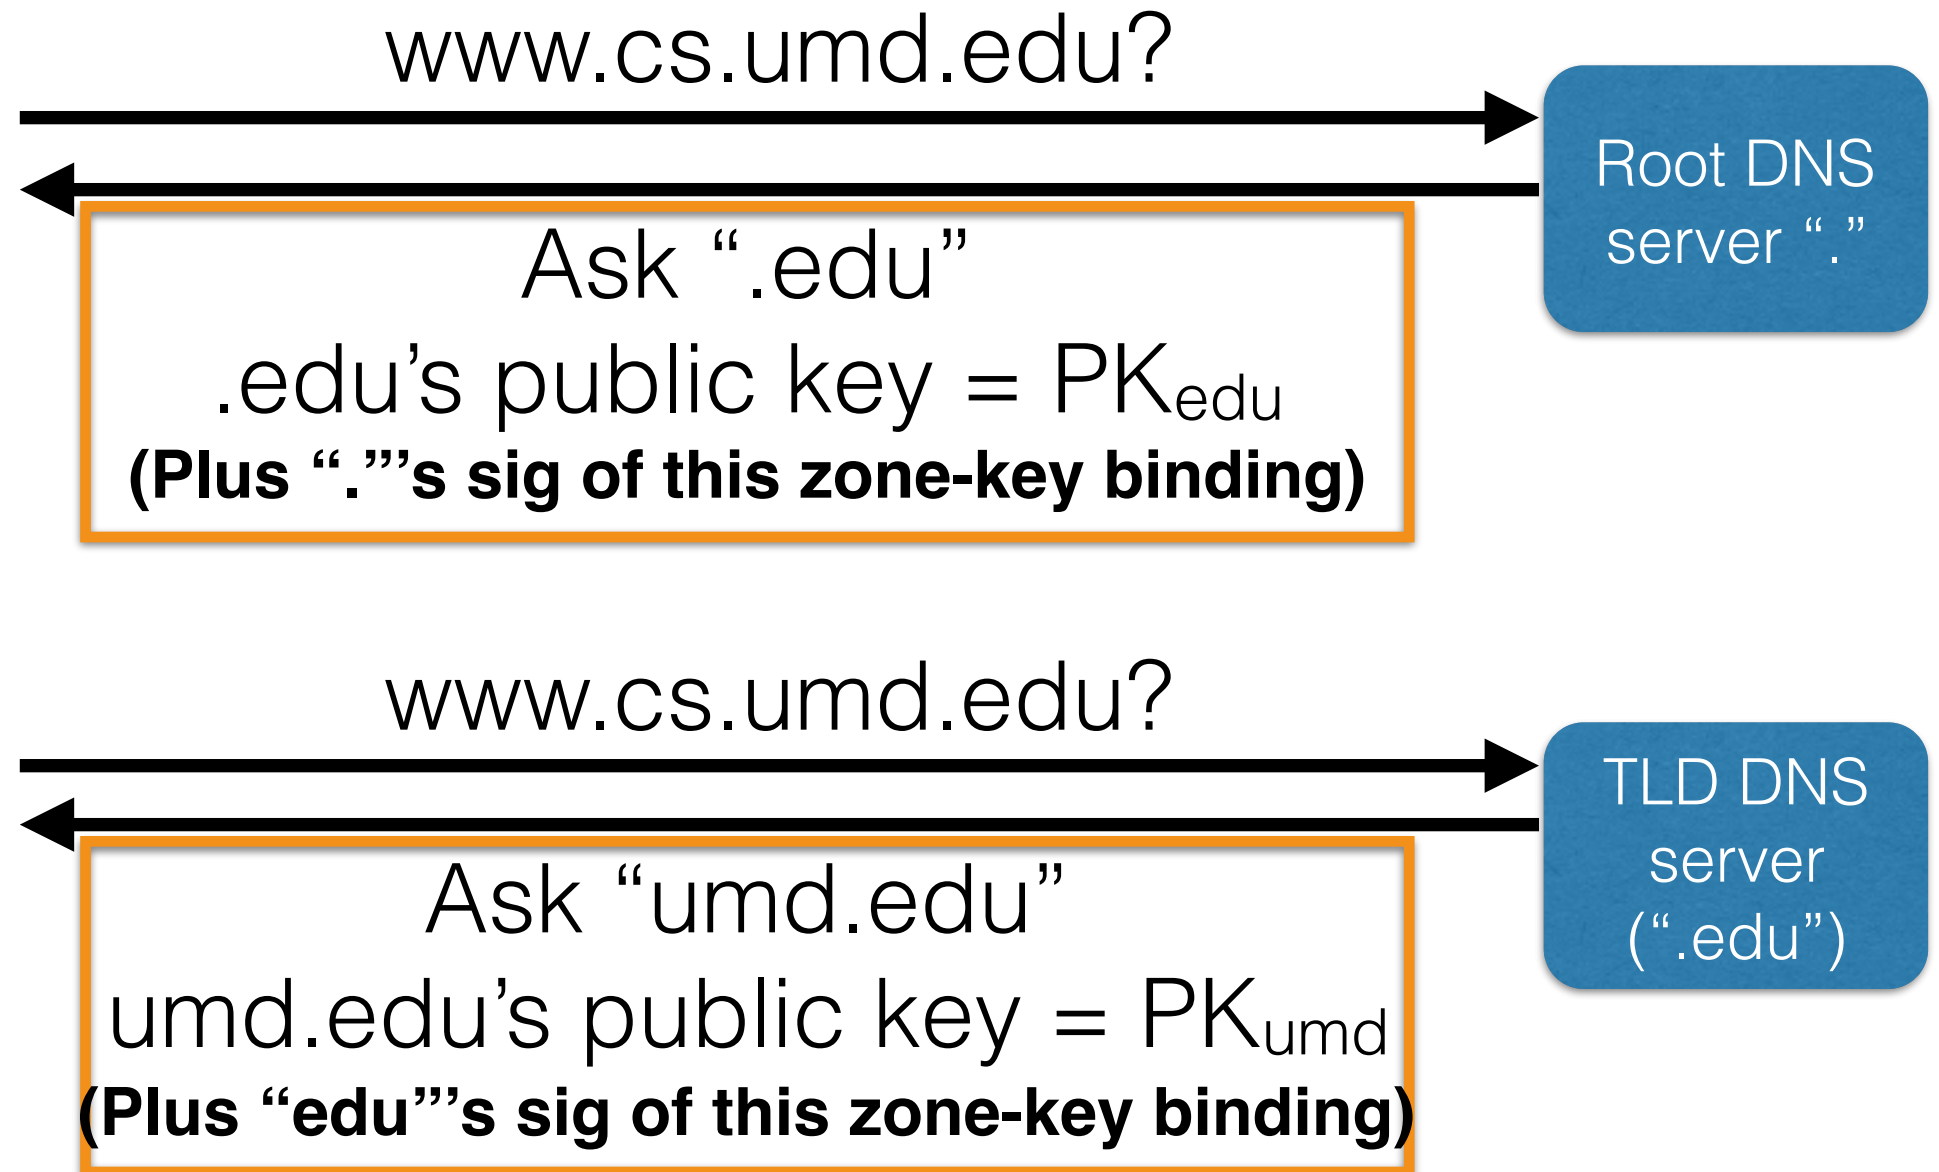 www.cs.umd.edu?
Root DNS
server “.”
Ask “.edu”
.edu’s public key = PKedu
(Plus “.”’s sig of this zone-key binding)
www.cs.umd.edu?
TLD DNS
server
(“.edu”)
Ask “umd.edu”
umd.edu’s public key = PKumd
(Plus “edu”’s sig of this zone-key binding)